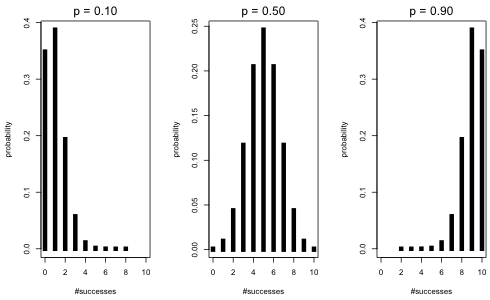 p = 0.10
probability
0.4
0.3
0.2
0.1
0.0
0 2 4 6 8 10
#successes
p = 0.50
probability
0.25
0.20
0.15
0.10
0.05
0.00
0 2 4 6 8 10
#successes
p = 0.90
probability
0.4
0.3
0.2
0.1
0.0
0 2 4 6 8 10
#successes